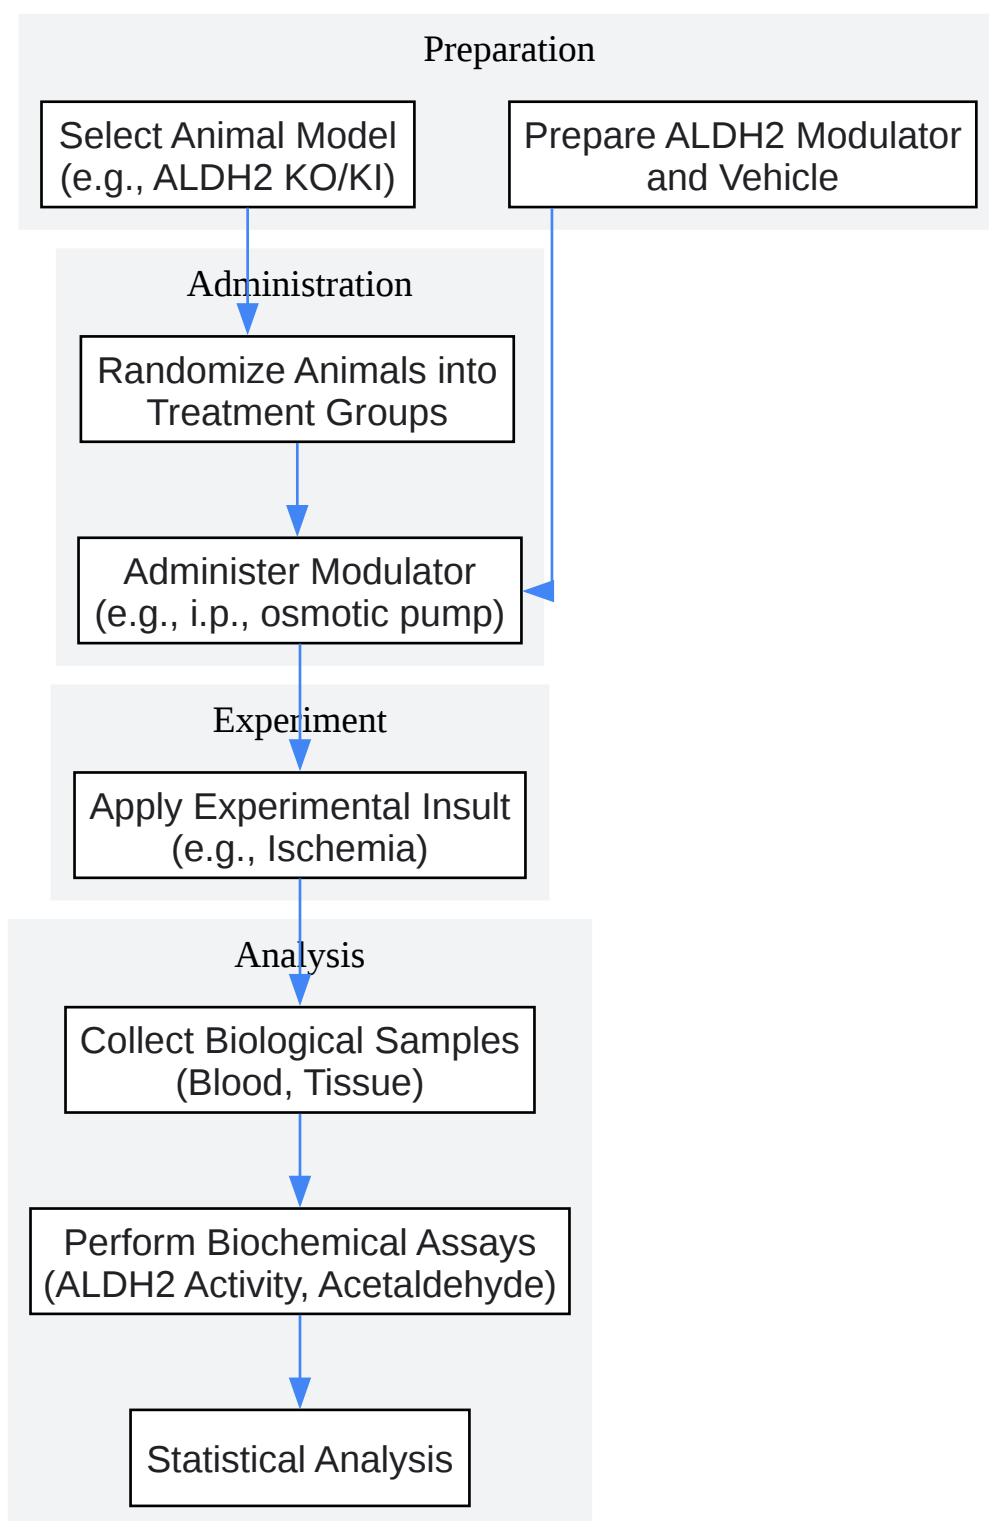 Preparation
Select Animal Model
(e.g., ALDH2 KO/KI)
Prepare ALDH2 Modulator
and Vehicle
Administration
Randomize Animals into
Treatment Groups
Administer Modulator
(e.g., i.p., osmotic pump)
Experiment
Apply Experimental Insult
(e.g., Ischemia)
Analysis
Collect Biological Samples
(Blood, Tissue)
Perform Biochemical Assays
(ALDH2 Activity, Acetaldehyde)
Statistical Analysis